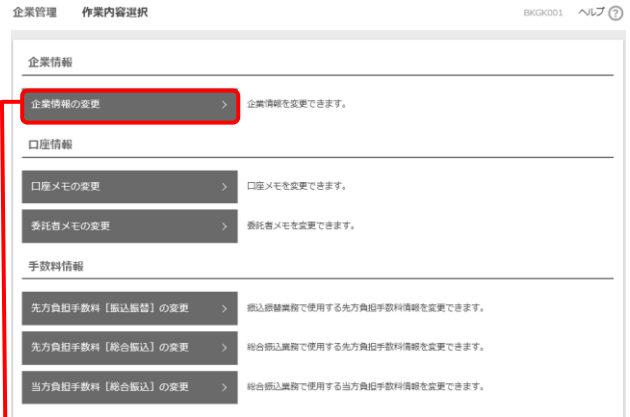 企業管理 作業内容選択 BKGK001 ヘルプ ?
企業情報
企業情報の変更 > 企業情報を変更できます。
口座情報
口座メモの変更 > 口座メモを変更できます。
委託者メモの変更 > 委託者メモを変更できます。
手数料情報
先方負担手数料［振込振替］の変更 > 振込振替業務で使用する先方負担手数料情報を変更できます。
先方負担手数料［総合振込］の変更 > 総合振込業務で使用する先方負担手数料情報を変更できます。
当方負担手数料［総合振込］の変更 > 総合振込業務で使用する当方負担手数料情報を変更できます。